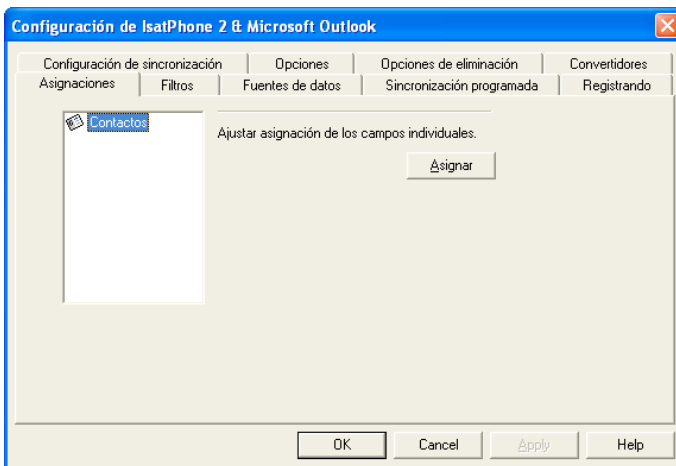 Configuración de IsatPhone 2 & Microsoft Outlook
Configuración de sincronización Opciones Opciones de eliminación Convertidores
Asignaciones Filtros Fuentes de datos Sincronización programada Registrando
Contactos
Ajustar asignación de los campos individuales.
Asignar
OK Cancel Apply Help